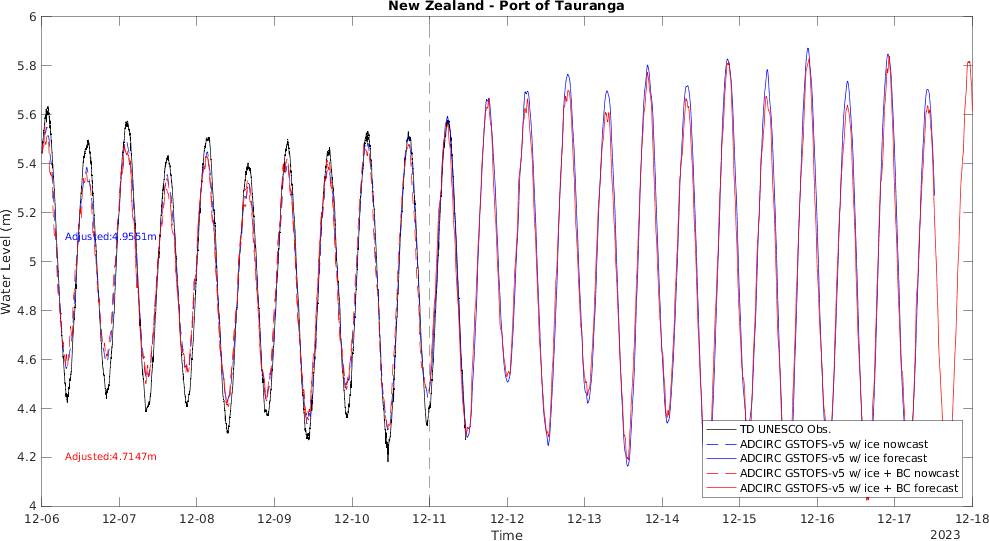 New Zealand - Port of Tauranga
6
5.8
5.6
5.4
5.2
5
4.8
4.6
4.4
4.2
4
Water Level (m)
Adjusted:4.9561m
Adjusted:4.7147m
TD UNESCO Obs.
ADCIRC GSTOFS-v5 w/ ice nowcast
ADCIRC GSTOFS-v5 w/ ice forecast
ADCIRC GSTOFS-v5 w/ ice + BC nowcast
ADCIRC GSTOFS-v5 w/ ice + BC forecast
12-06 12-07 12-08 12-09 12-10 12-11 12-12 12-13 12-14 12-15 12-16 12-17 12-18
Time
2023